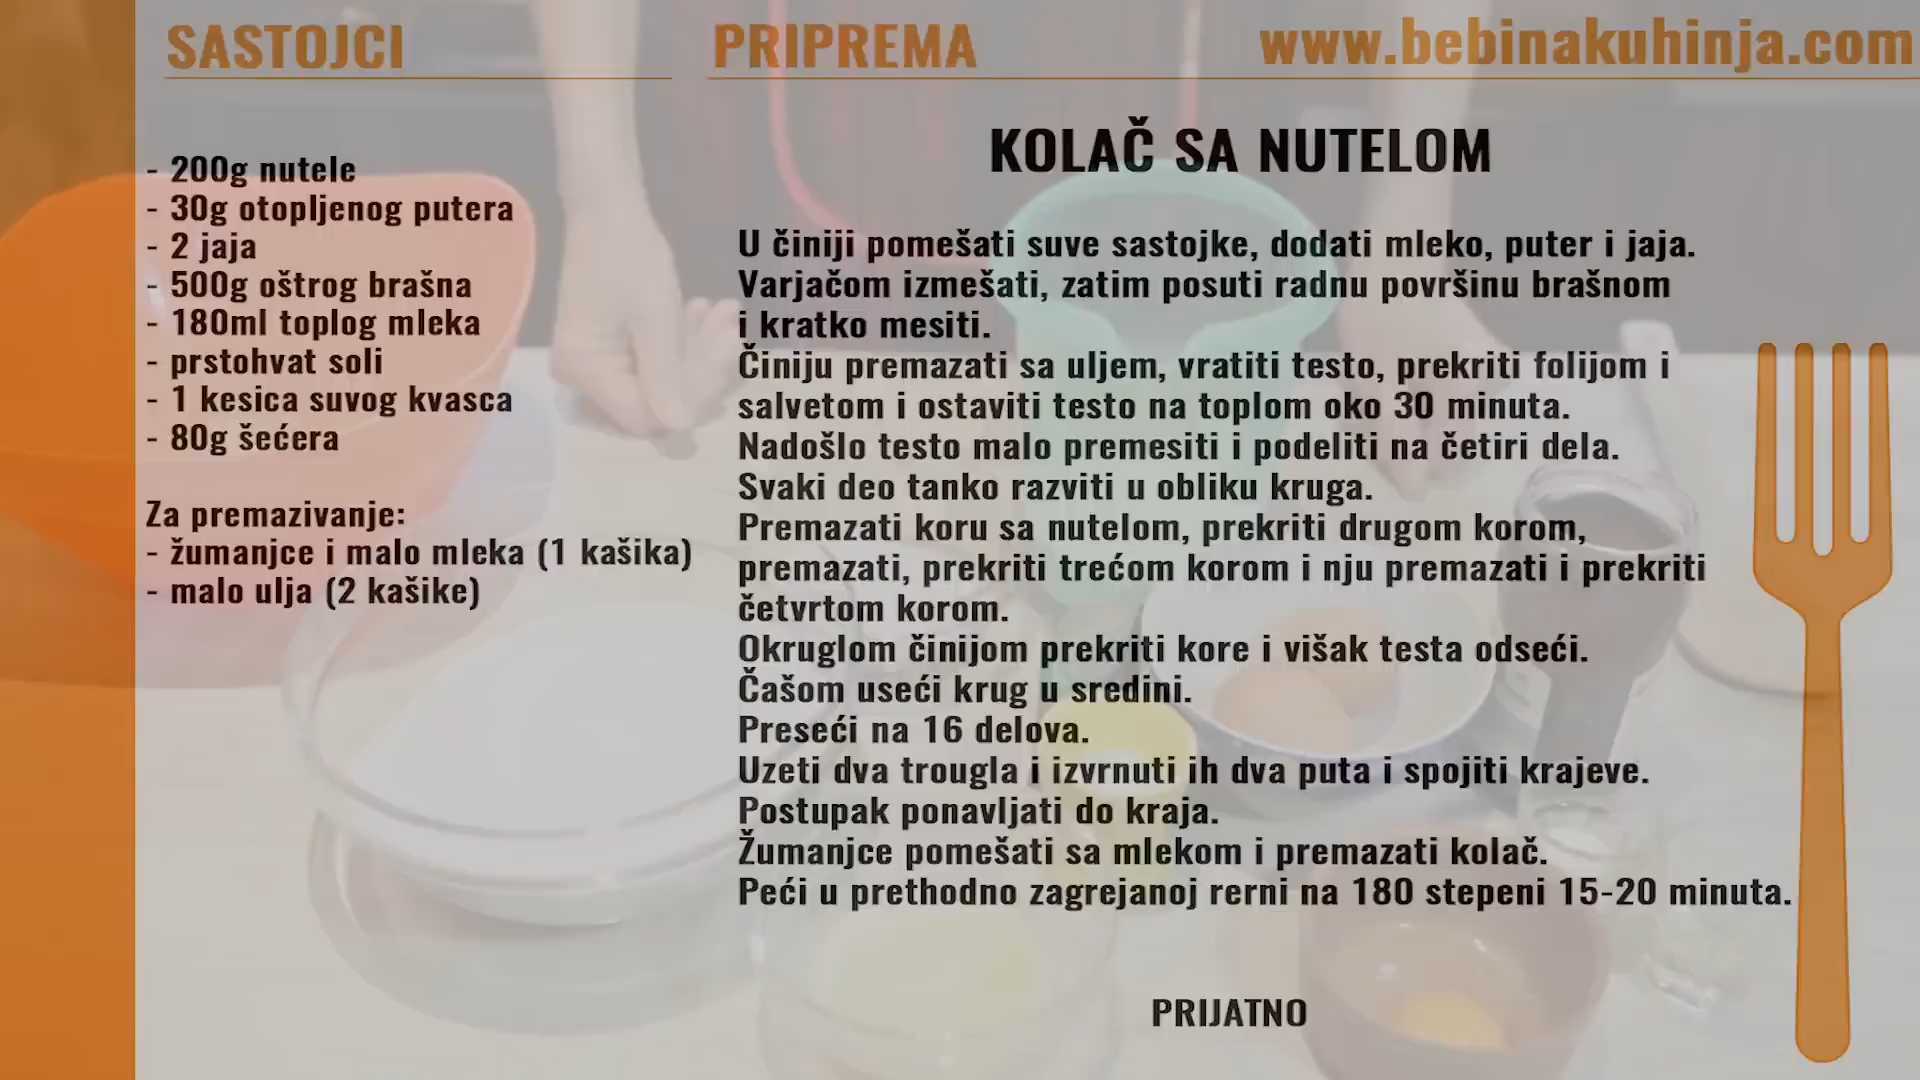 SASTOJCI
- 200g nutele
- 30g otopljenog putera
- 2 jaja
- 500g oštrog brašna
- 180ml toplog mleka
- prstohvat soli
- 1 kesica suvog kvasca
- 80g šećera
Za premazivanje:
- žumanjce i malo mleka (1 kašika)
- malo ulja (2 kašike)
PRIPREMA
www.bebinakuhinja.com
KOLAČ SA NUTELOM
U činiji pomešati suve sastojke, dodati mleko, puter i jaja.
Varjačom izmešati, zatim posuti radnu površinu brašnom
i kratko mesiti.
Činiju premazati sa uljem, vratiti testo, prekriti folijom i
salvetom i ostaviti testo na toplom oko 30 minuta.
Nadošlo testo malo premesiti i podeliti na četiri dela.
Svaki deo tanko razviti u obliku kruga.
Premazati koru sa nutelom, prekriti drugom korom,
premazati, prekriti trećom korom i nju premazati i prekriti
četvrtom korom.
Okruglom činijom prekriti kore i višak testa odseći.
Čašom useći krug u sredini.
Preseći na 16 delova.
Uzeti dva trougla i izvrnuti ih dva puta i spojiti krajeve.
Postupak ponavljati do kraja.
Žumanjce pomešati sa mlekom i premazati kolač.
Peći u prethodno zagrejanoj rerni na 180 stepeni 15-20 minuta.
PRIJATNO